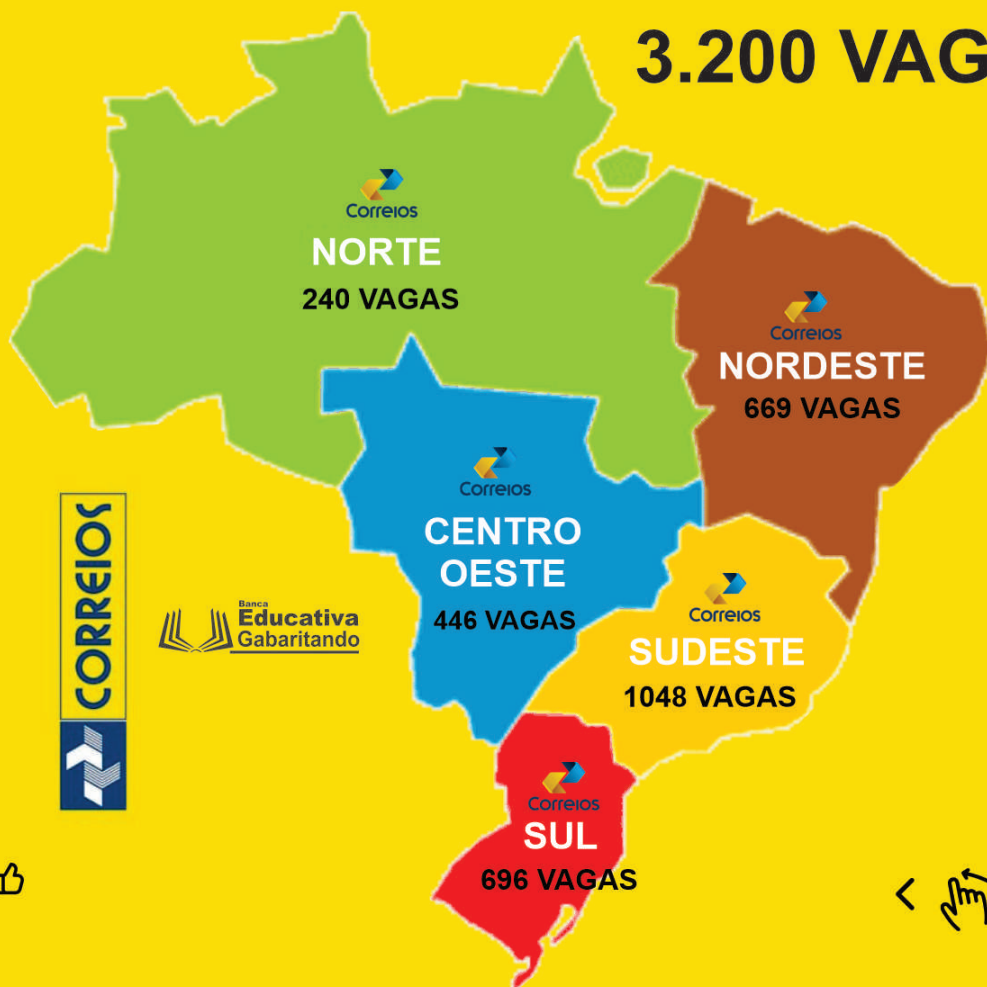 3.200 VAG
Correios
NORTE
240 VAGAS
Correios
NORDESTE
669 VAGAS
Correios
CENTRO
OESTE
446 VAGAS
CORREIOS
Banca
Educativa
Gabaritando
Correios
SUDESTE
1048 VAGAS
Correios
SUL
696 VAGAS